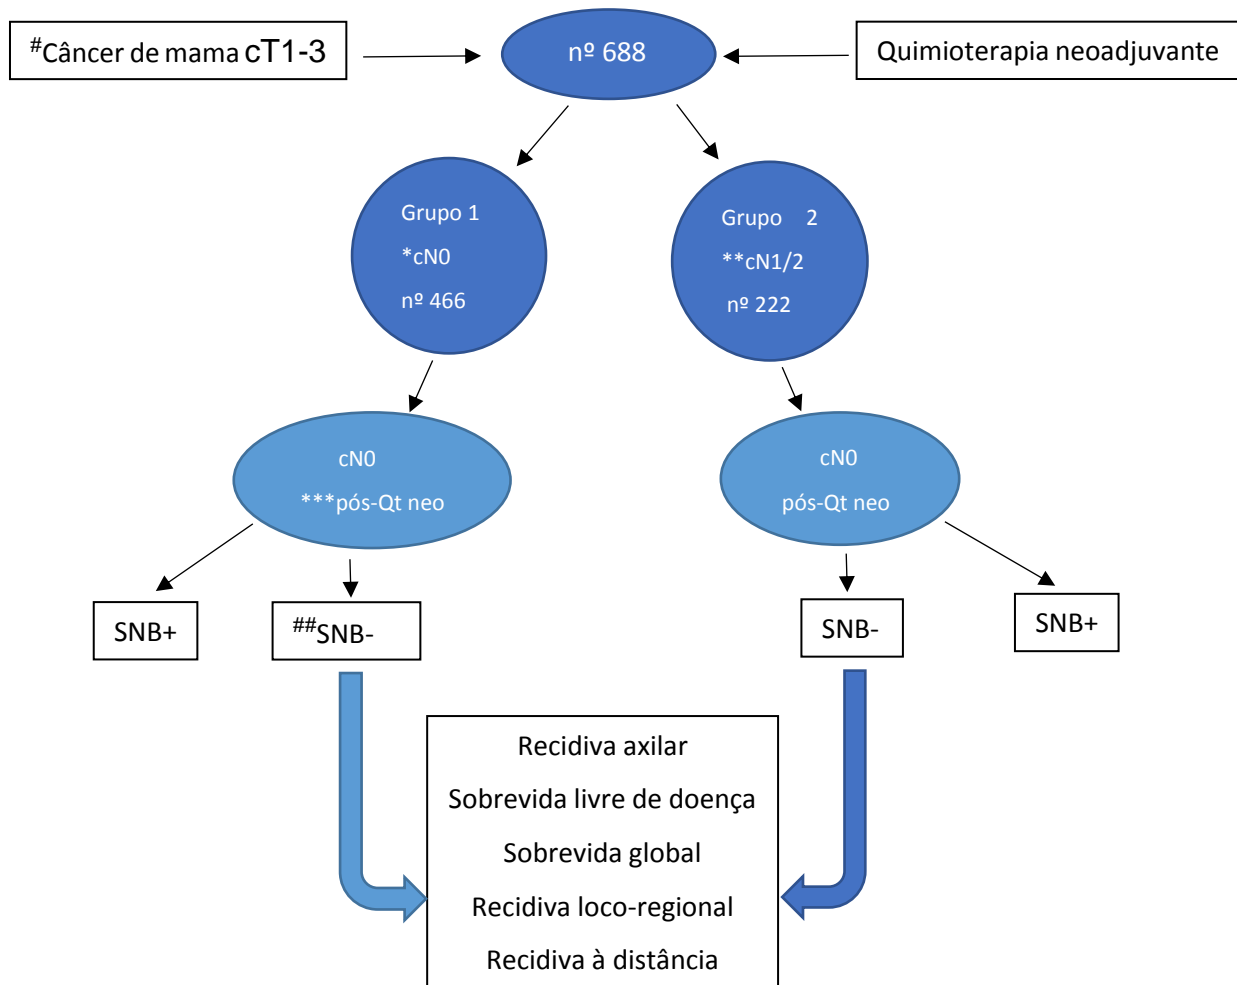 #Câncer de mama cT1-3
nº 688
Quimioterapia neoadjuvante
Grupo 1
*cN0
nº 466
Grupo 2
**cN1/2
nº 222
cN0
***pós-Qt neo
cN0
pós-Qt neo
SNB+
##SNB-
SNB-
SNB+
Recidiva axilar
Sobrevida livre de doença
Sobrevida global
Recidiva loco-regional
Recidiva à distância